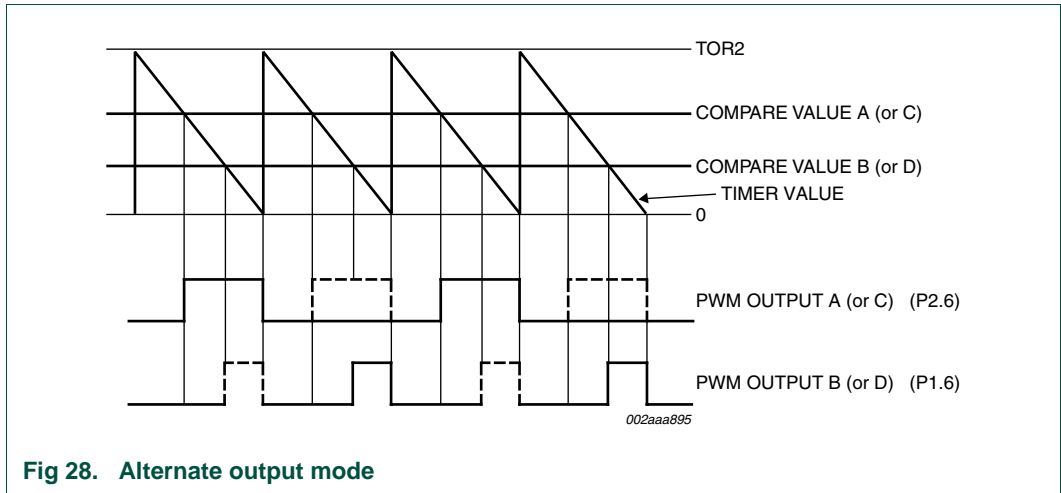 TOR2
COMPARE VALUE A (or C)
COMPARE VALUE B (or D)
TIMER VALUE
0
PWM OUTPUT A (or C) (P2.6)
PWM OUTPUT B (or D) (P1.6)
002aaa895
Fig 28. Alternate output mode